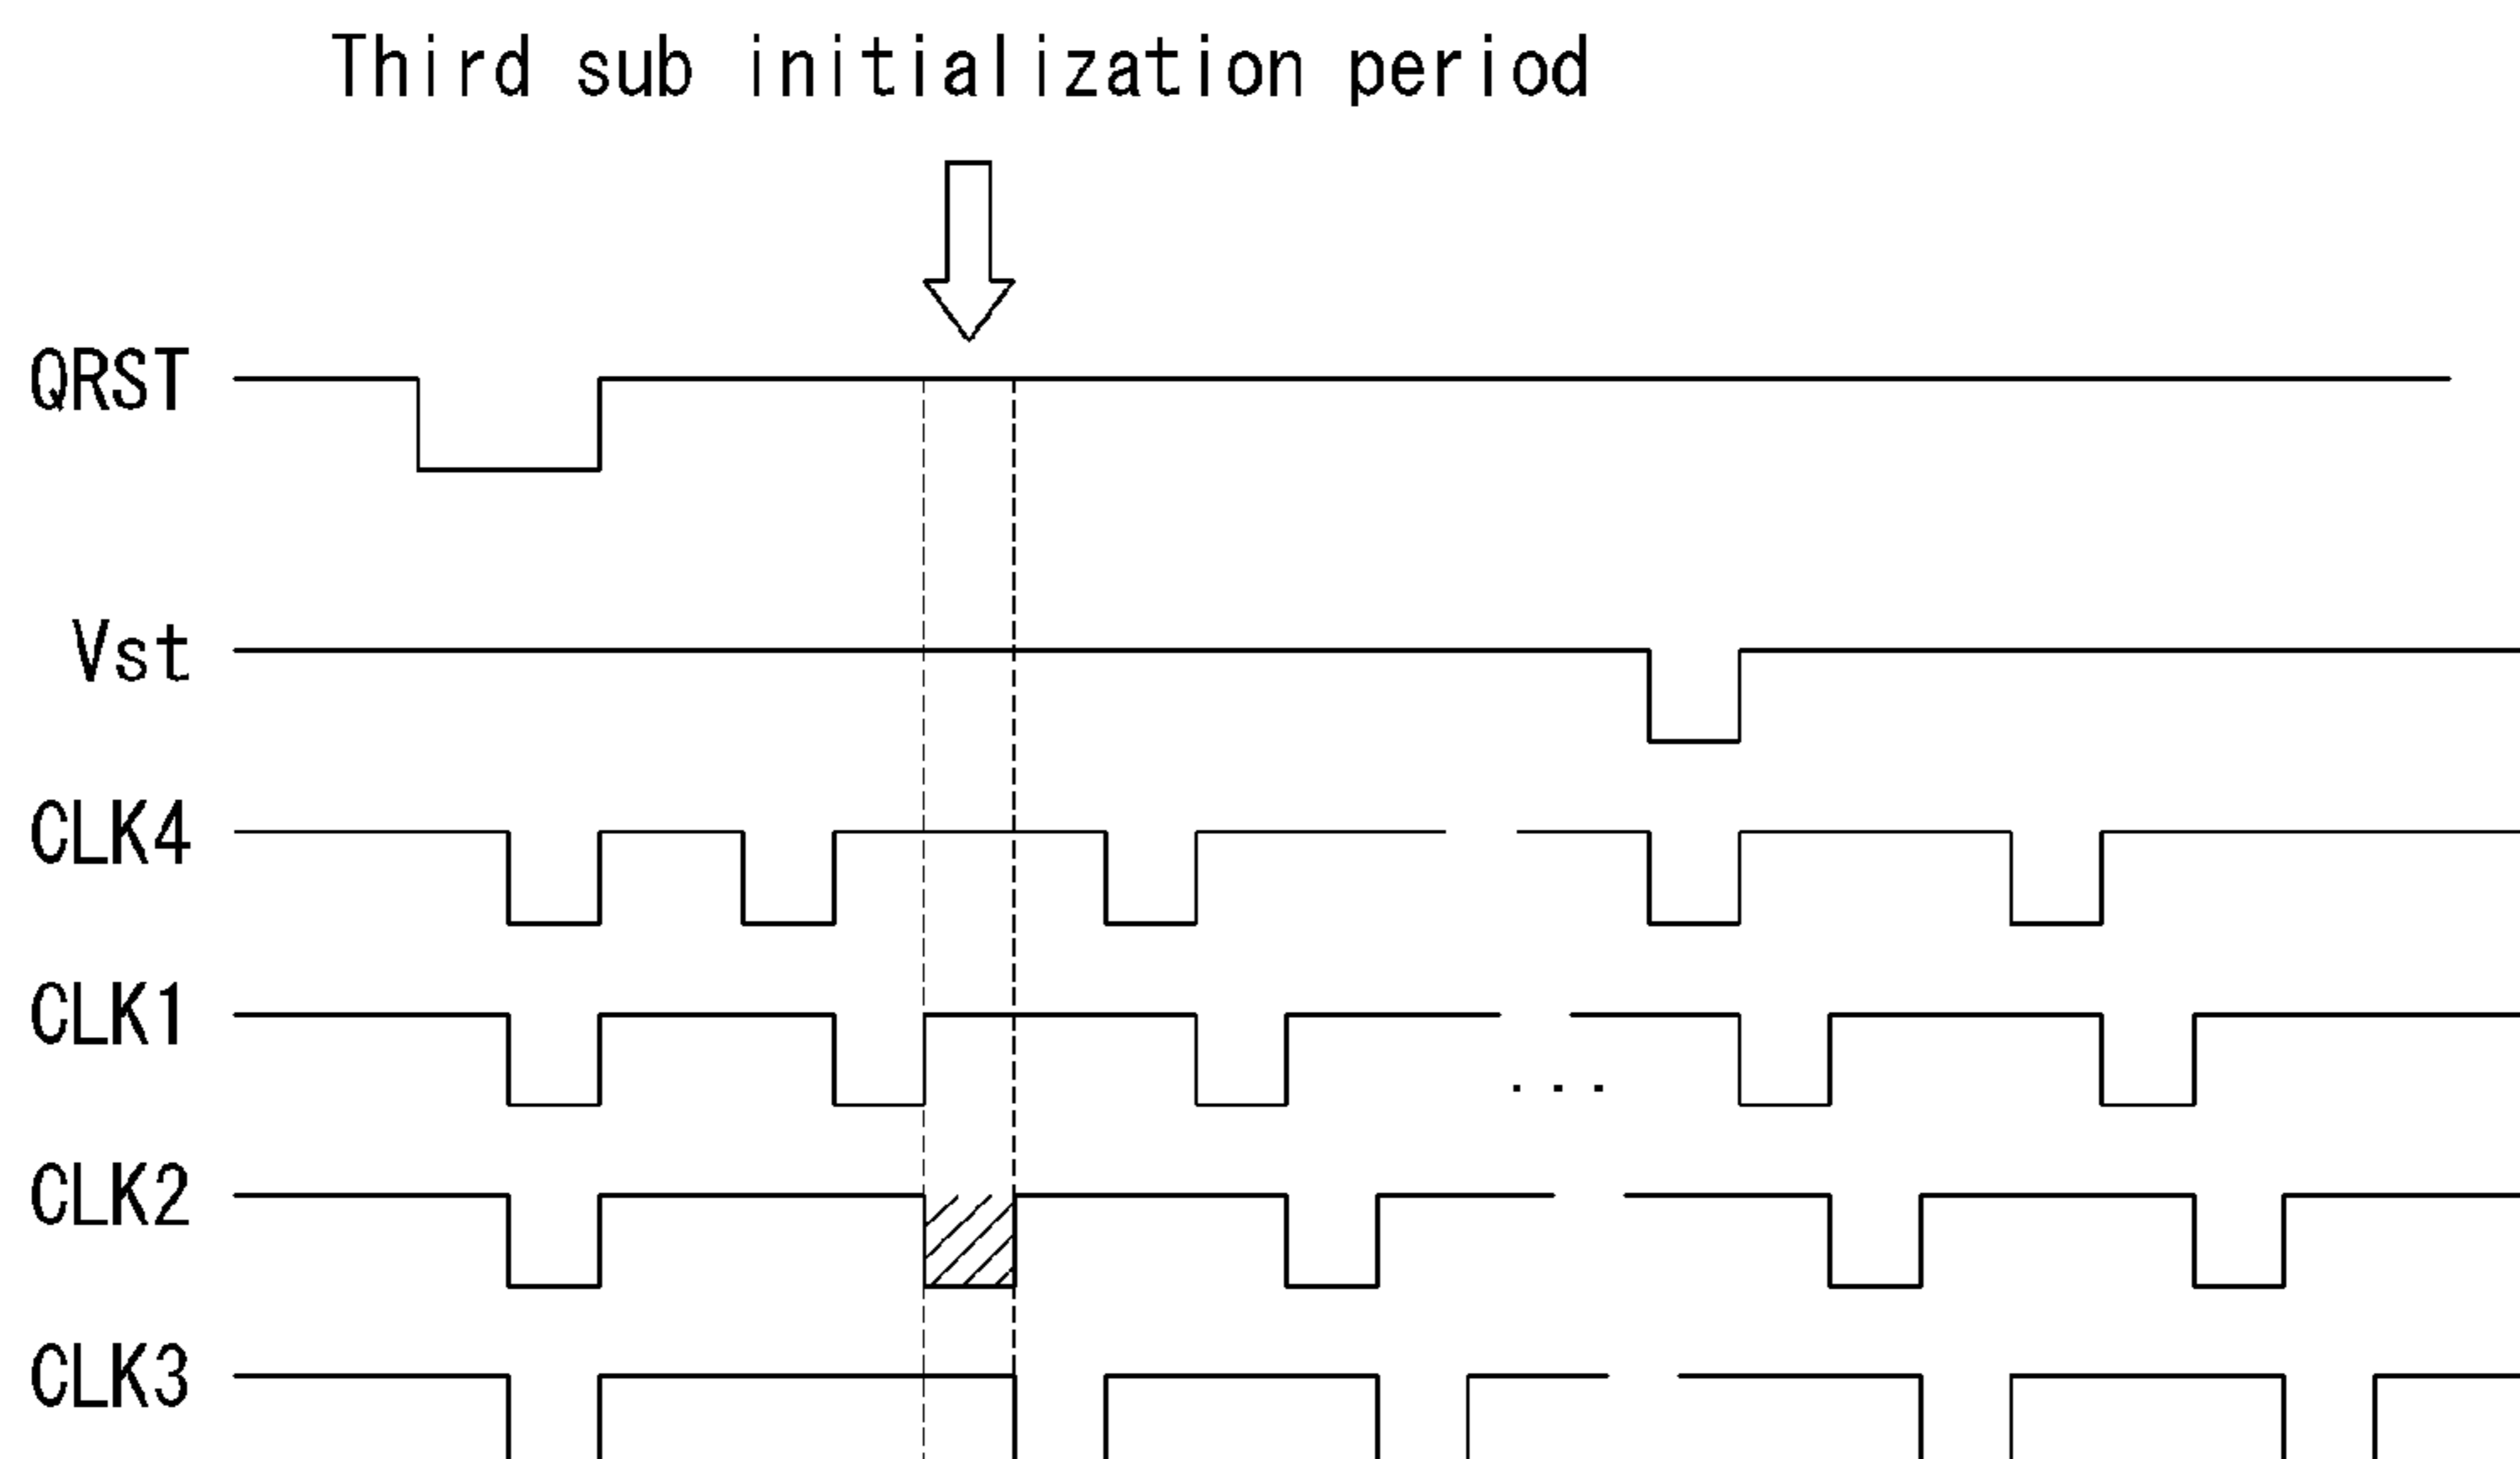 Third sub initialization period
QRST
Vst
CLK4
CLK1
...
CLK2
CLK3